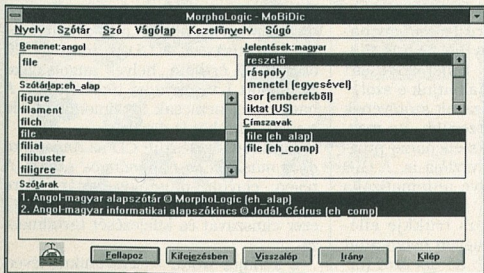 MorphoLogic - MoBiDic
Nyelv Szótár Szó Vágólap Kezelőnyelv Súgó
Bemenet:angol
file
Szótárlap:eh_alap
figure
filament
filch
file
filial
filibuster
filigree
Jelentések:magyar
reszelõ
ráspoly
menetel (egyesével)
sor (emberekbõl)
iktat (US)
Címszavak
file (eh_alap)
file (eh_comp)
Szótárak
1. Angol-magyar alapszótár © MorphoLogic (eh_alap)
2. Angol-magyar informatikai alapszókincs © Jodál, Cédrus (eh_comp)
Fellapoz Kifejezésben Visszalép Irány Kilép